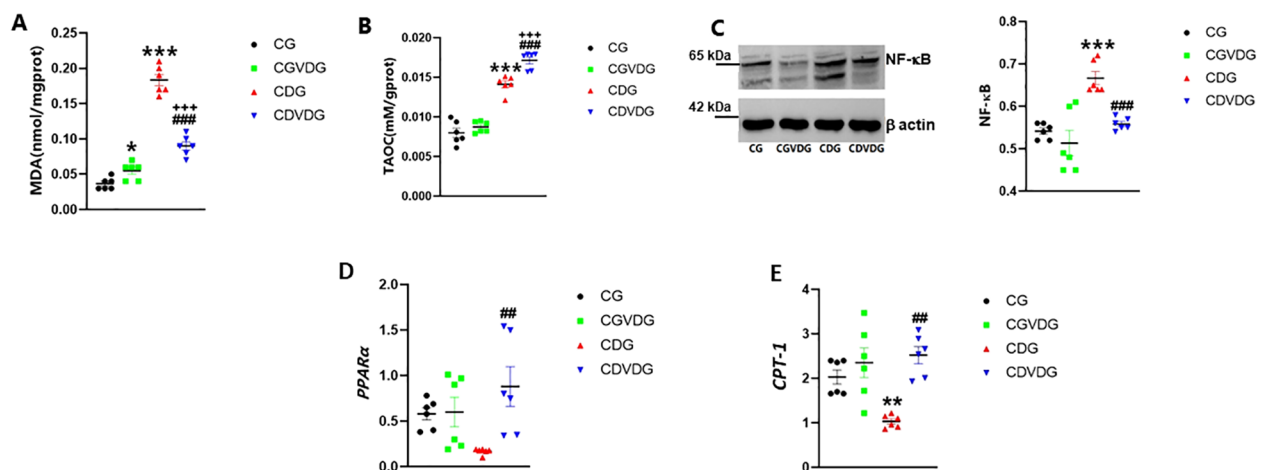 A
MDA(nmol/mgprot)
0.25
0.20
0.15
0.10
0.05
0.00
*
***
+++
###
CG
CGVDG
CDG
CDVDG
B
TAOC(mM/gprot)
0.020
0.015
0.010
0.005
0.000
***
+++
###
CG
CGVDG
CDG
CDVDG
C
65 kDa
NF-κB
42 kDa
β actin
CG CGVDG CDG CDVDG
NF-κB
0.8
0.7
0.6
0.5
0.4
***
###
CG
CGVDG
CDG
CDVDG
D
PPARα
2.0
1.5
1.0
0.5
0.0
##
CG
CGVDG
CDG
CDVDG
E
CPT-1
4
3
2
1
0
**
##
CG
CGVDG
CDG
CDVDG